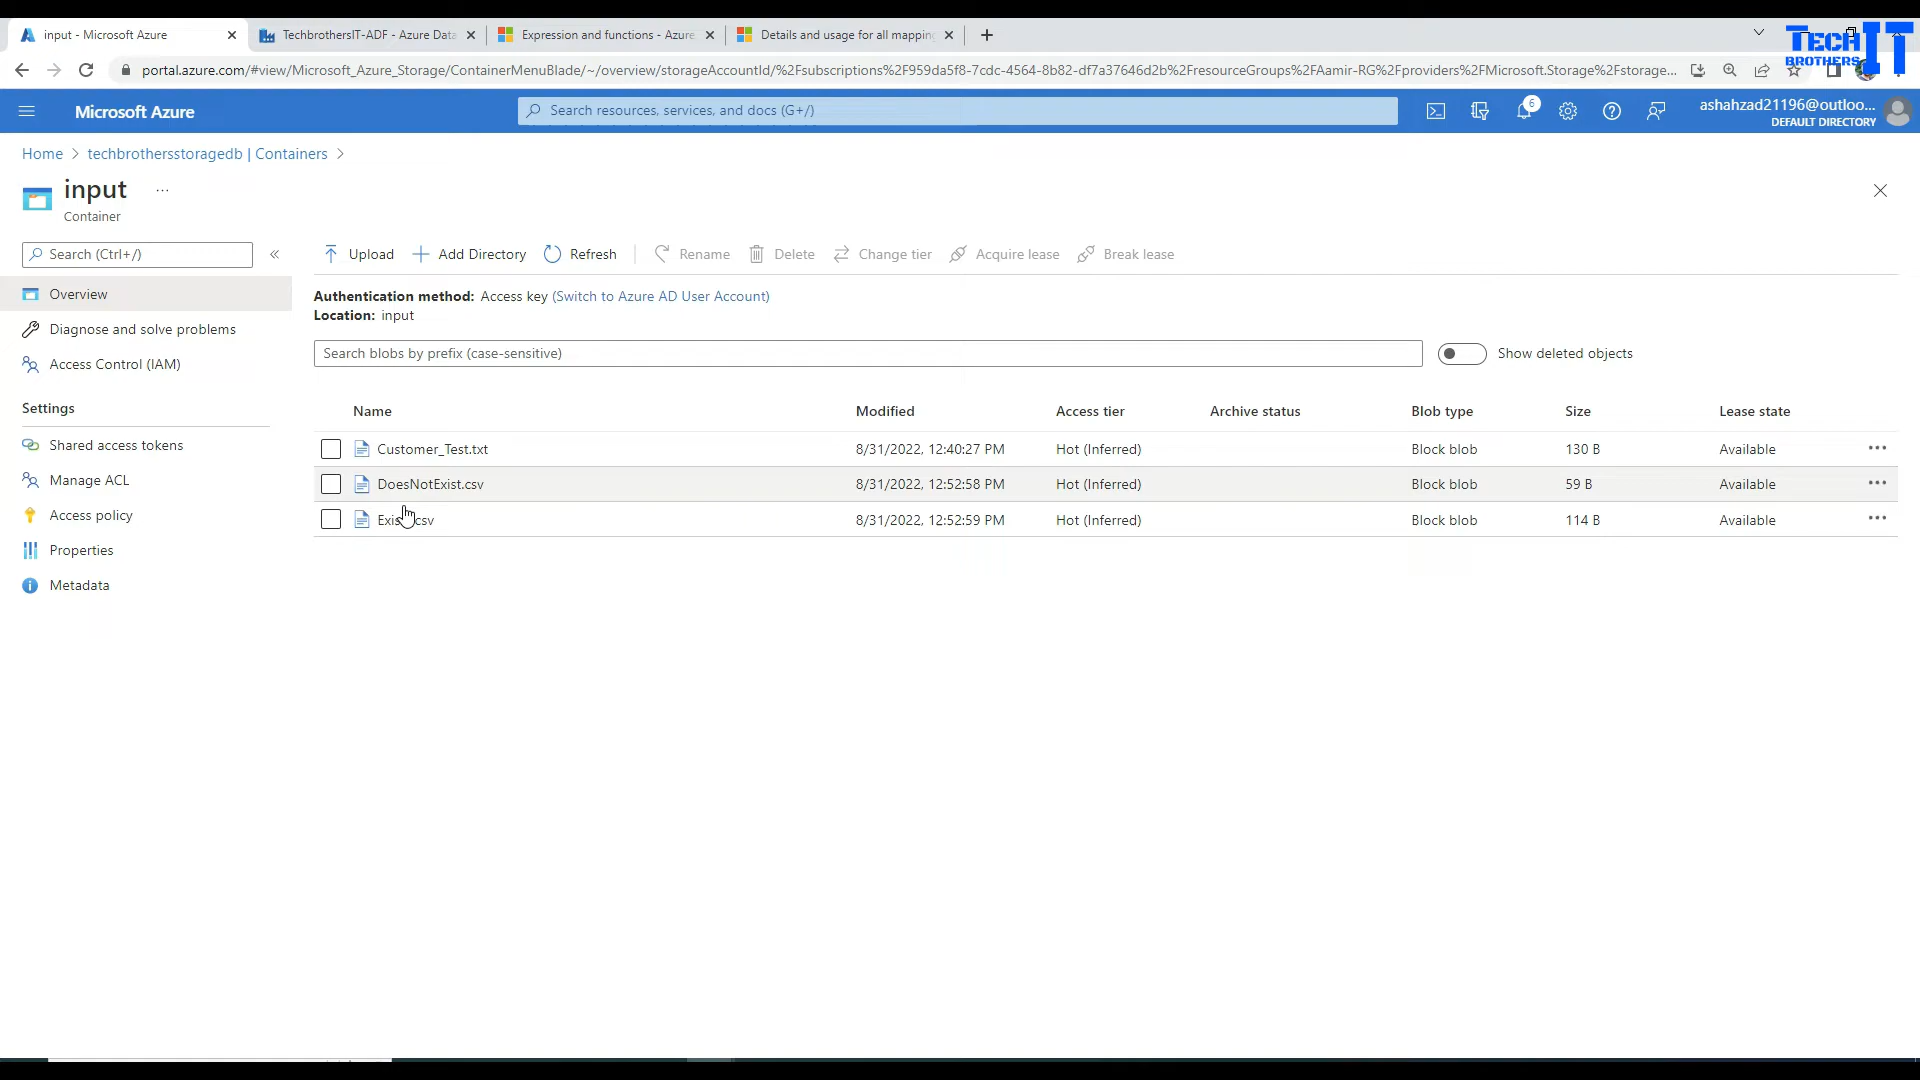 input - Microsoft Azure
TechbrothersIT-ADF - Azure Data
Expression and functions - Azure
Details and usage for all mapping
TECH IT
BROTHERS
portal.azure.com/#view/Microsoft_Azure_Storage/ContainerMenuBlade/~/overview/storageAccountId/%2Fsubscriptions%2F959da5f8-7cdc-4564-8b82-df7a37646d2b%2FresourceGroups%2FAamir-RG%2Fproviders%2FMicrosoft.Storage%2Fstorage...
Microsoft Azure
Search resources, services, and docs (G+/)
6
ashahzad21196@outloo...
DEFAULT DIRECTORY
Home > techbrothersstoragedb | Containers >
input ...
Container
Search (Ctrl+/)
«
Upload
Add Directory
Refresh
Rename
Delete
Change tier
Acquire lease
Break lease
Overview
Diagnose and solve problems
Access Control (IAM)
Settings
Shared access tokens
Manage ACL
Access policy
Properties
Metadata
Authentication method: Access key (Switch to Azure AD User Account)
Location: input
Search blobs by prefix (case-sensitive)
Show deleted objects
Name Modified Access tier Archive status Blob type Size Lease state
Customer_Test.txt 8/31/2022, 12:40:27 PM Hot (Inferred) Block blob 130 B Available ...
DoesNotExist.csv 8/31/2022, 12:52:58 PM Hot (Inferred) Block blob 59 B Available ...
8/31/2022, 12:52:59 PM Hot (Inferred) Block blob 114 B Available ...